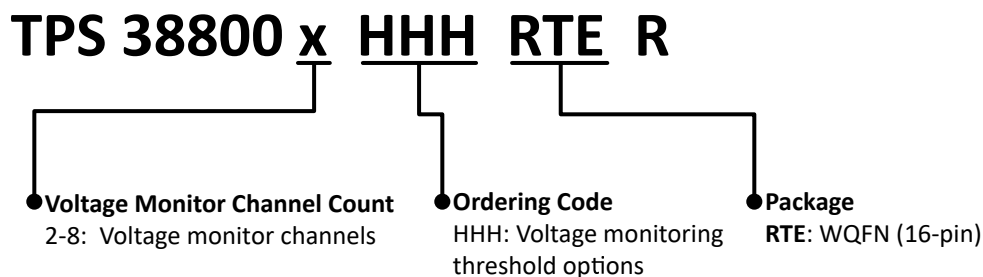 TPS 38800 x HHH RTE R
Voltage Monitor Channel Count
2-8: Voltage monitor channels
Ordering Code
HHH: Voltage monitoring
threshold options
Package
RTE: WQFN (16-pin)